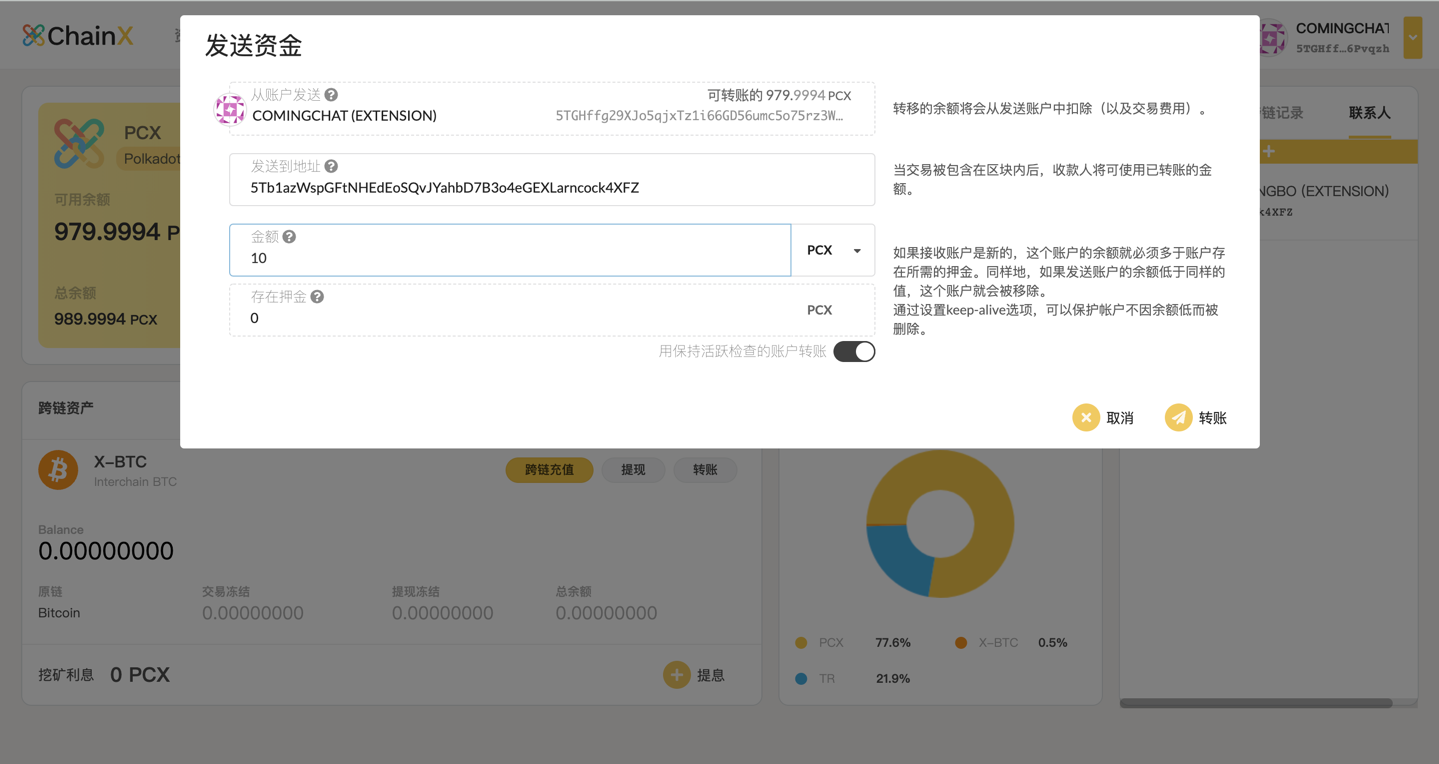 ChainX
发送资金
COMINGCHAT
5TGHff…6Pvqzh
从账户发送
可转账的 979.9994 PCX
COMINGCHAT (EXTENSION)
5TGHffg29XJo5qjxTz1i66GD56umc5o75rz3W…
转移的余额将会从发送账户中扣除（以及交易费用）。
链记录
联系人
PCX
Polkadot
发送到地址
5Tb1azWspGFtNHEdEoSQvJYahbD7B3o4eGEXLarncock4XFZ
当交易被包含在区块内后，收款人将可使用已转账的金
额。
NGBO (EXTENSION)
k4XFZ
可用余额
979.9994 P
金额
10
PCX
如果接收账户是新的，这个账户的余额就必须多于账户存
在所需的押金。同样地，如果发送账户的余额低于同样的
值，这个账户就会被移除。
通过设置keep-alive选项，可以保护帐户不因余额低而被
删除。
总余额
989.9994 PCX
存在押金
0
PCX
用保持活跃检查的账户转账
取消
转账
跨链资产
X-BTC
Interchain BTC
跨链充值
提现
转账
Balance
0.00000000
原链
交易冻结
提现冻结
总余额
Bitcoin
0.00000000
0.00000000
0.00000000
挖矿利息
0 PCX
提息
PCX
77.6%
X-BTC
0.5%
TR
21.9%